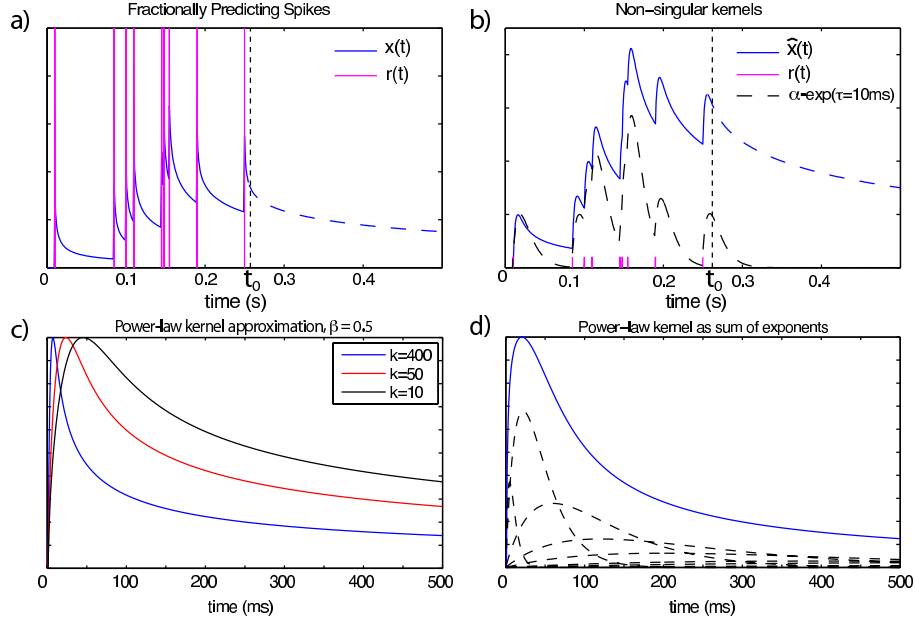 a)
Fractionally Predicting Spikes
x(t)
r(t)
0
0.1
0.2
0.3
0.4
t₀
time (s)
b)
Non-singular kernels
x̂(t)
r(t)
α-exp(τ=10ms)
0
0.1
0.2
0.3
0.4
t₀
time (s)
c)
Power-law kernel approximation, β = 0.5
k=400
k=50
k=10
0
100
200
300
400
500
time (ms)
d)
Power-law kernel as sum of exponents
0
100
200
300
400
500
time (ms)